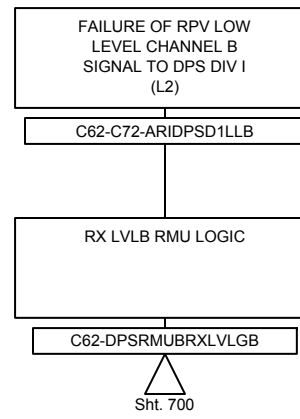 FAILURE OF RPV LOW
LEVEL CHANNEL B
SIGNAL TO DPS DIV I
(L2)
C62-C72-ARIDPSD1LLB
RX LVLB RMU LOGIC
C62-DPSRMUBRXLVLGB
Sht. 700